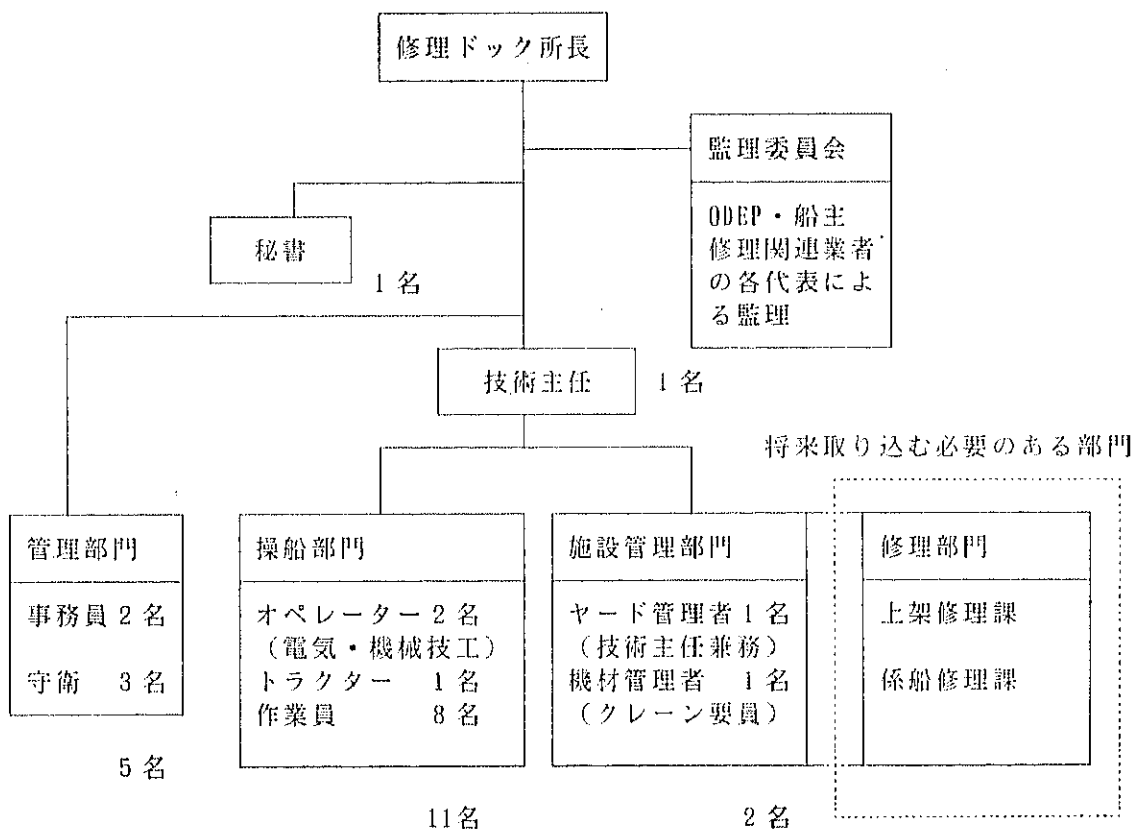 修理ドック所長
監理委員会
ODEP・船主
修理関連業者
の各代表によ
る監理
秘書
1名
技術主任
1名
将来取り込む必要のある部門
管理部門
事務員 2名
守衛 3名
5名
操船部門
オペレーター 2名
(電気・機械技工)
トラクター 1名
作業員 8名
11名
施設管理部門
ヤード管理者 1名
(技術主任兼務)
機材管理者 1名
(クレーン要員)
2名
修理部門
上架修理課
係船修理課